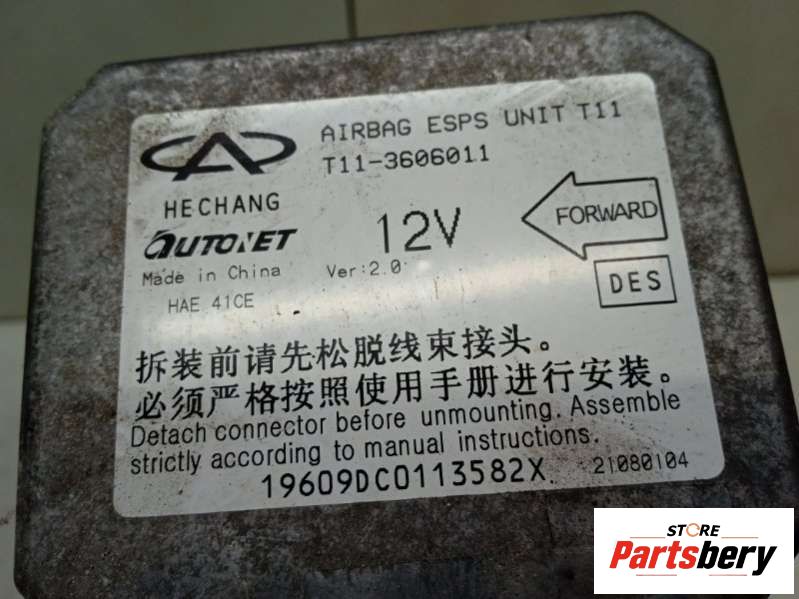 AIRBAG ESPS UNIT T11
T11-3606011
HECHANG
AUTONET
12V
FORWARD
Made in China
Ver:2.0
DES
HAE 41CE
拆装前请先松脱线束接头。
必须严格按照使用手册进行安装。
Detach connector before unmounting. Assemble
strictly according to manual instructions.
19609DC0113582X
21080104
STORE
Partsbery